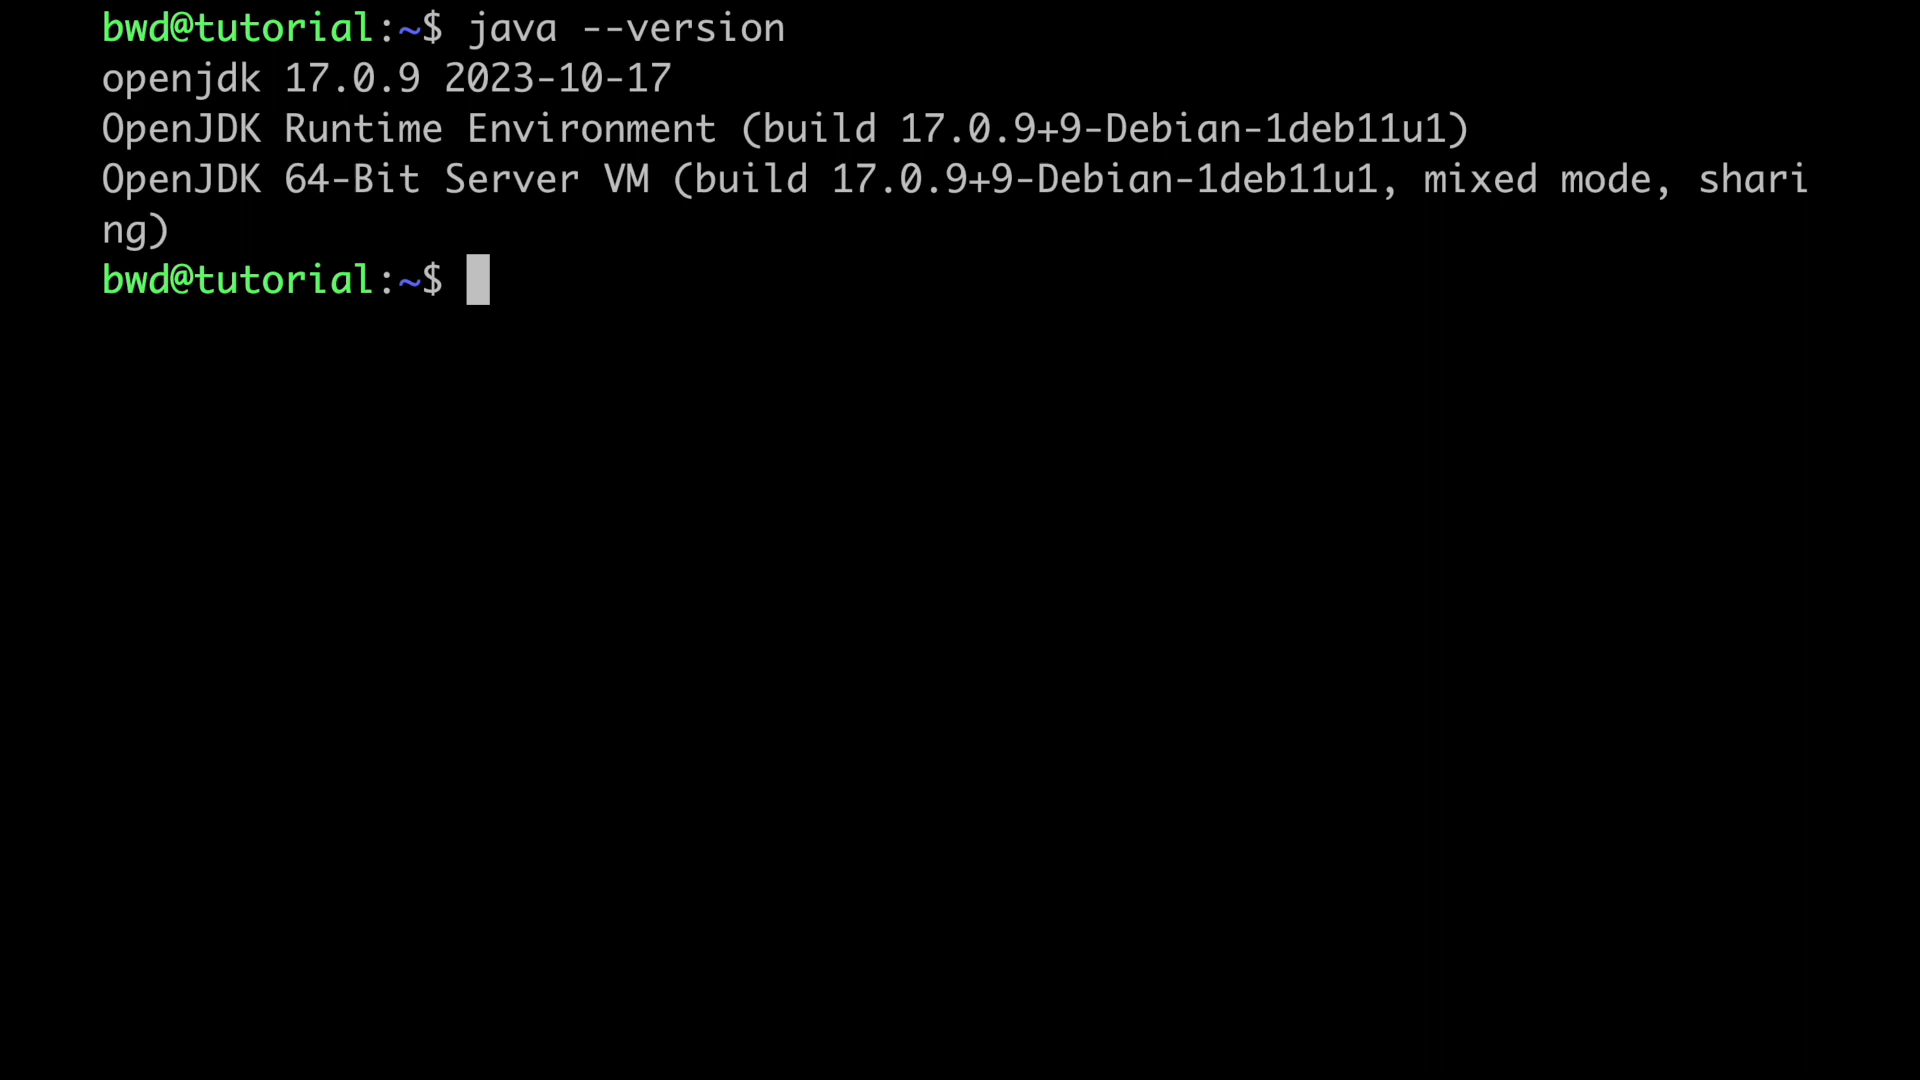 bwd@tutorial:~$ java --version
openjdk 17.0.9 2023-10-17
OpenJDK Runtime Environment (build 17.0.9+9-Debian-1deb11u1)
OpenJDK 64-Bit Server VM (build 17.0.9+9-Debian-1deb11u1, mixed mode, shari
ng)
bwd@tutorial:~$